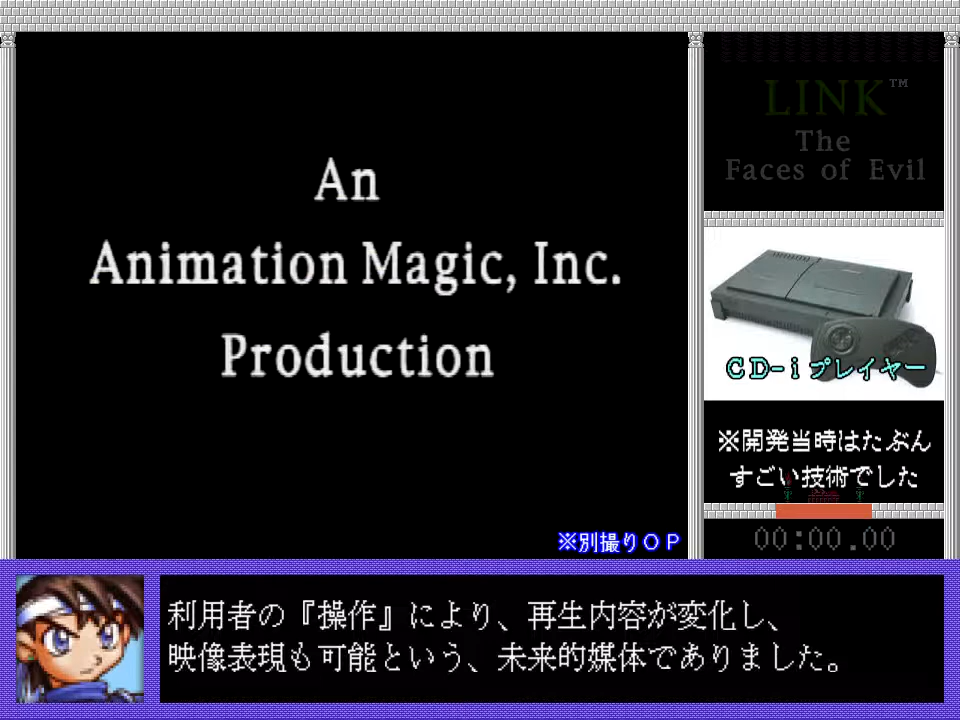 An
Animation Magic, Inc.
Production
※別撮りOP
LINK™
The
Faces of Evil
CD-iプレイヤー
※開発当時はたぶん
すごい技術でした
00:00.00
利用者の『操作』により、再生内容が変化し、
映像表現も可能という、未来的媒体でありました。